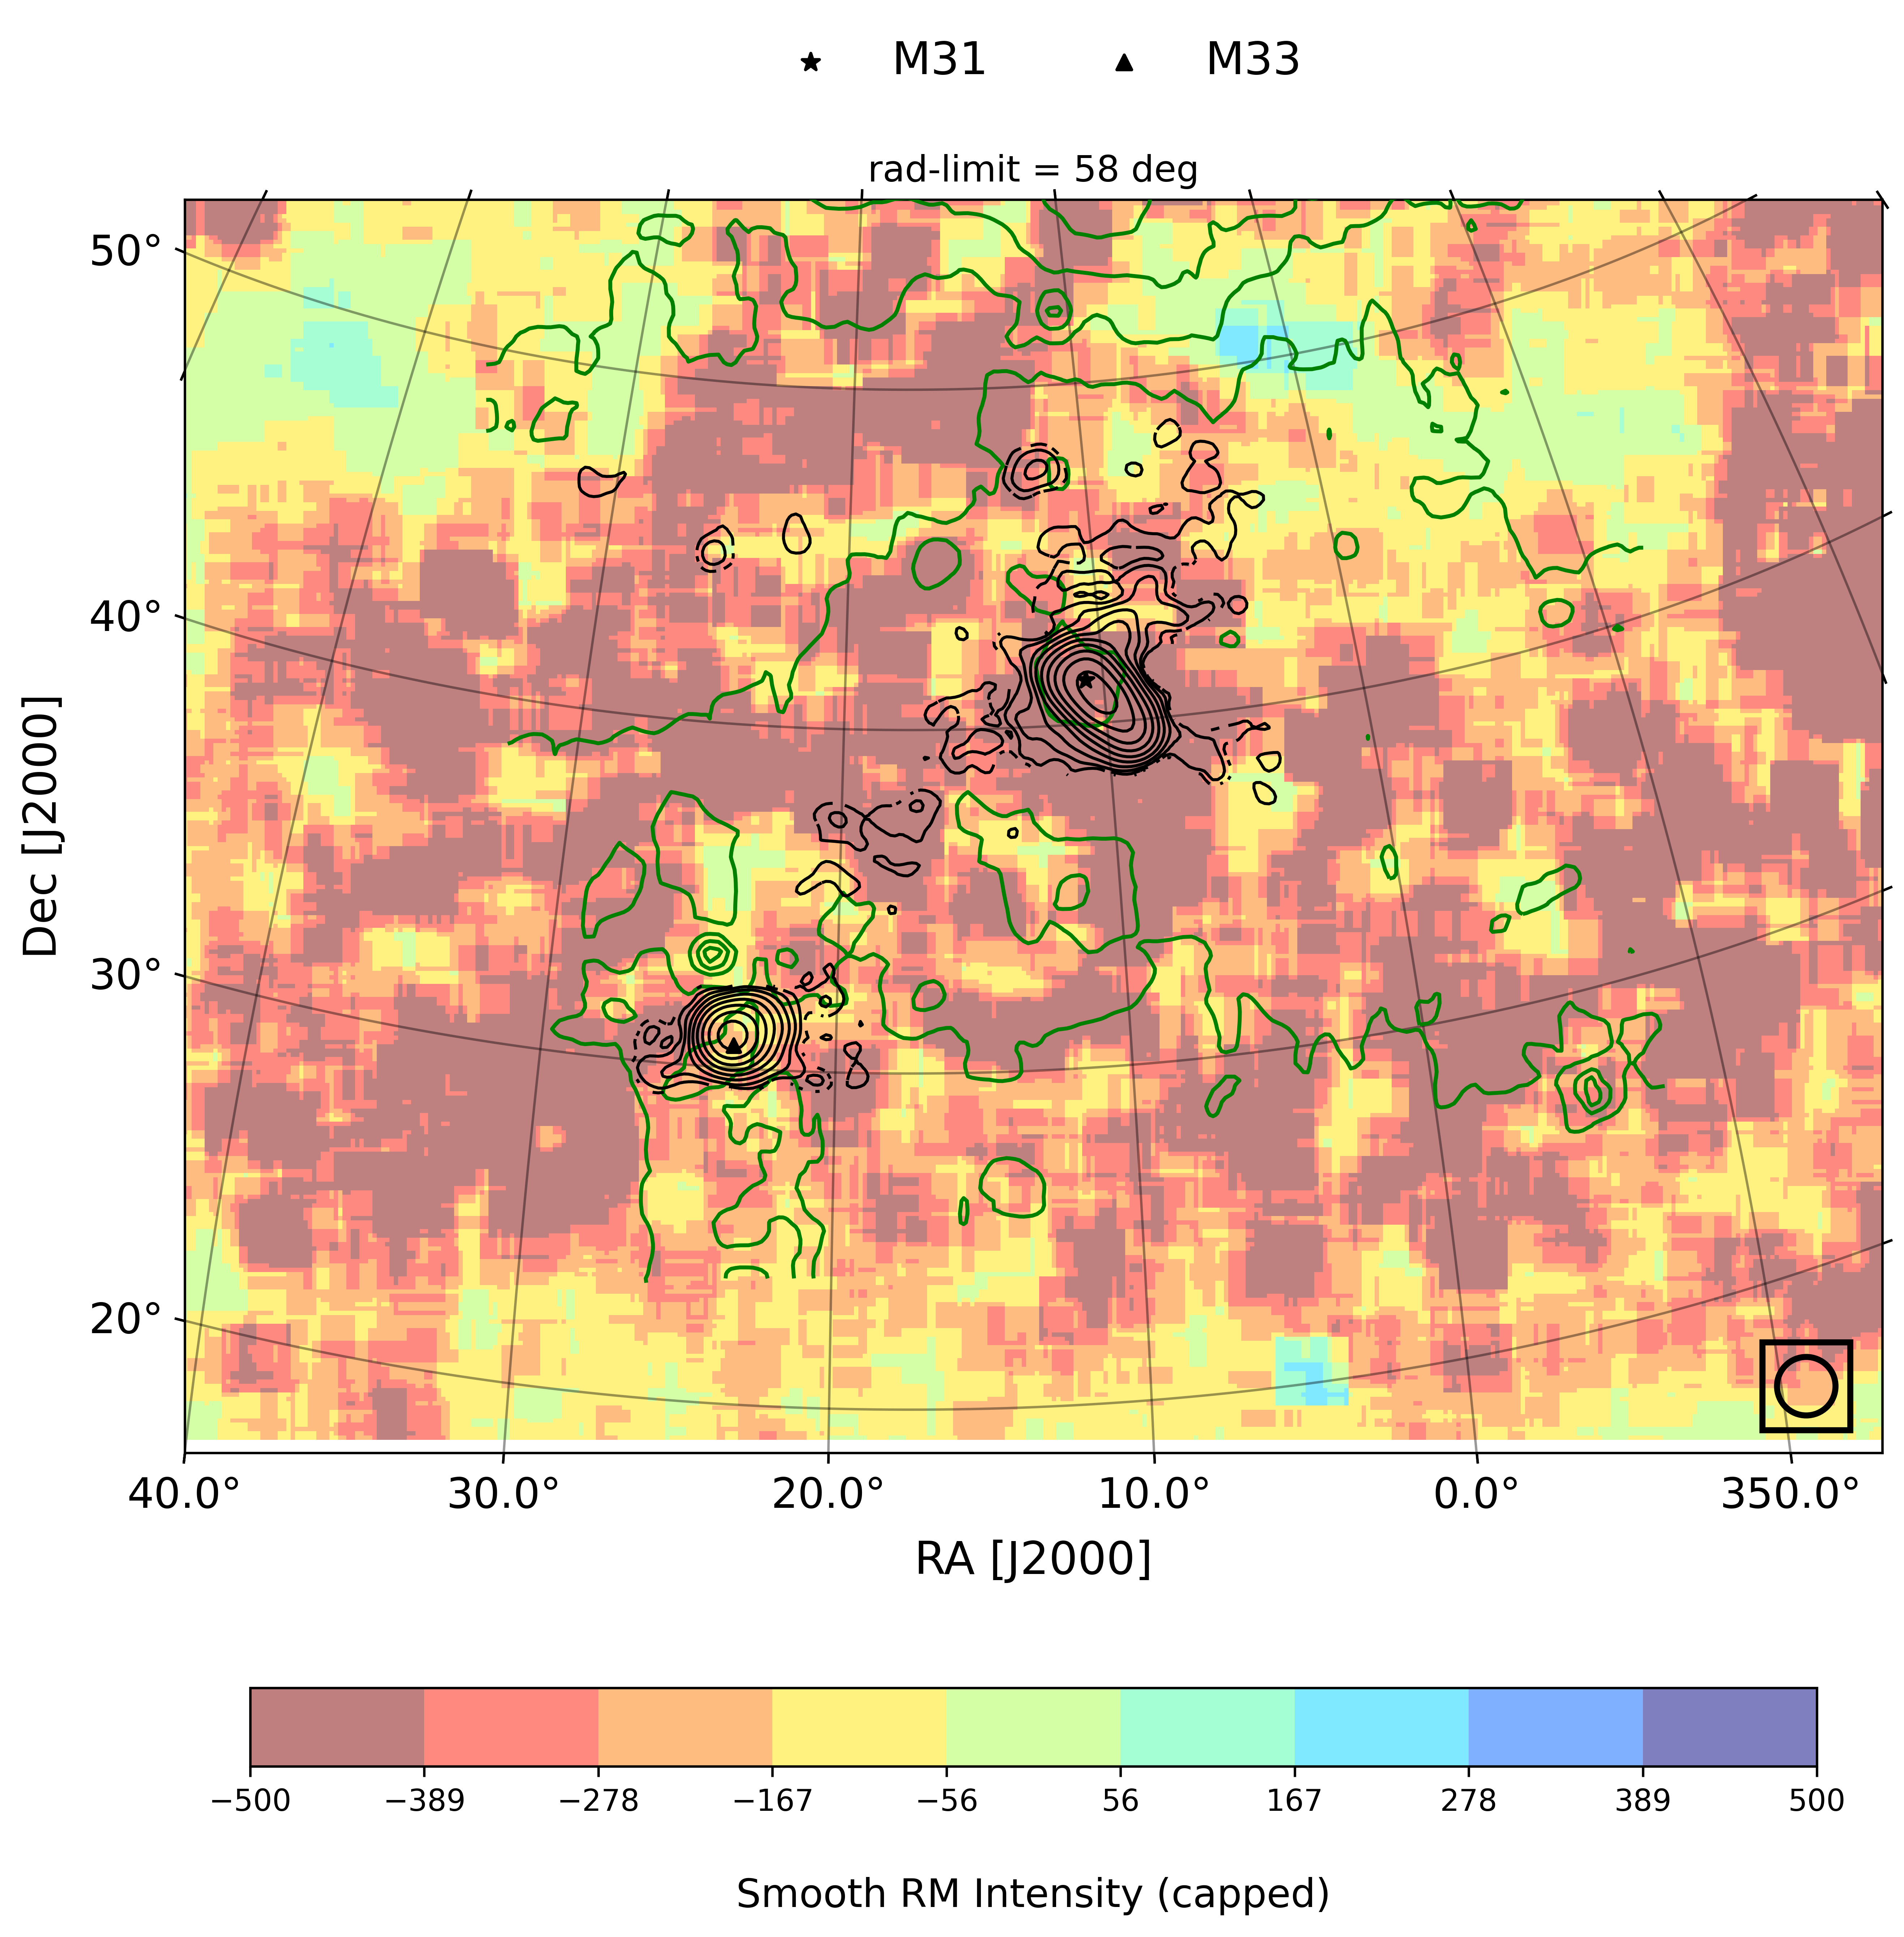 M31 M33
rad-limit = 58 deg
50°
40°
30°
20°
Dec [J2000]
40.0° 30.0° 20.0° 10.0° 0.0° 350.0°
RA [J2000]
−500 −389 −278 −167 −56 56 167 278 389 500
Smooth RM Intensity (capped)